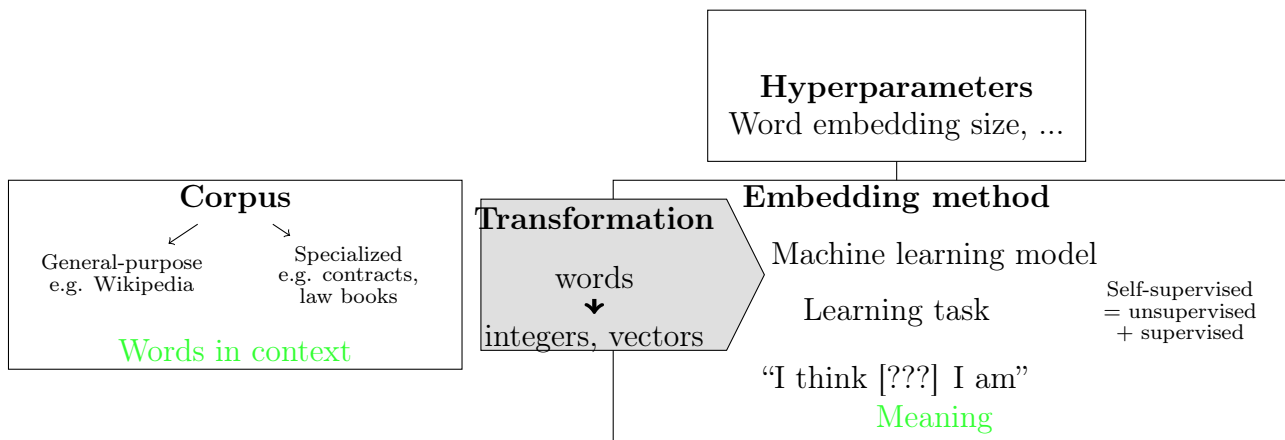 Hyperparameters
Word embedding size, ...
Corpus
General-purpose
e.g. Wikipedia
Specialized
e.g. contracts,
law books
Words in context
Transformation
words
integers, vectors
Embedding method
Machine learning model
Learning task
Self-supervised
= unsupervised
+ supervised
“I think [???] I am”
Meaning